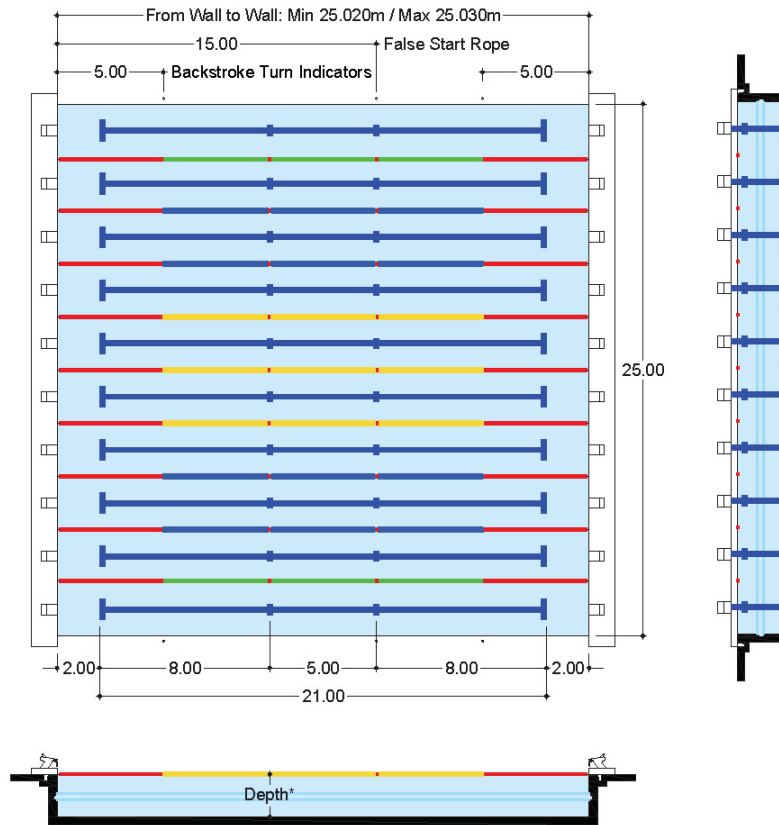 From Wall to Wall: Min 25.020m / Max 25.030m
15.00 False Start Rope
5.00 Backstroke Turn Indicators 5.00
25.00
2.00 8.00 5.00 8.00 2.00
21.00
Depth*